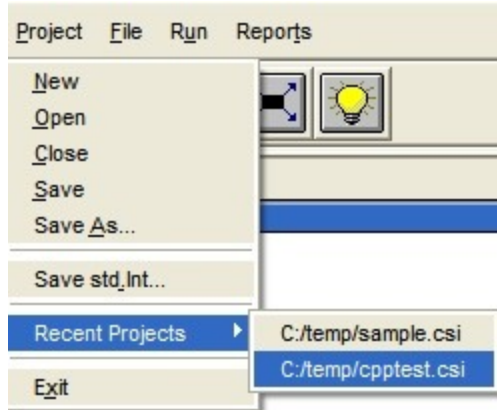 Project File Run Reports
New
Open
Close
Save
Save As...
Save std.Int...
Recent Projects
C:/temp/sample.csi
C:/temp/cpptest.csi
Exit